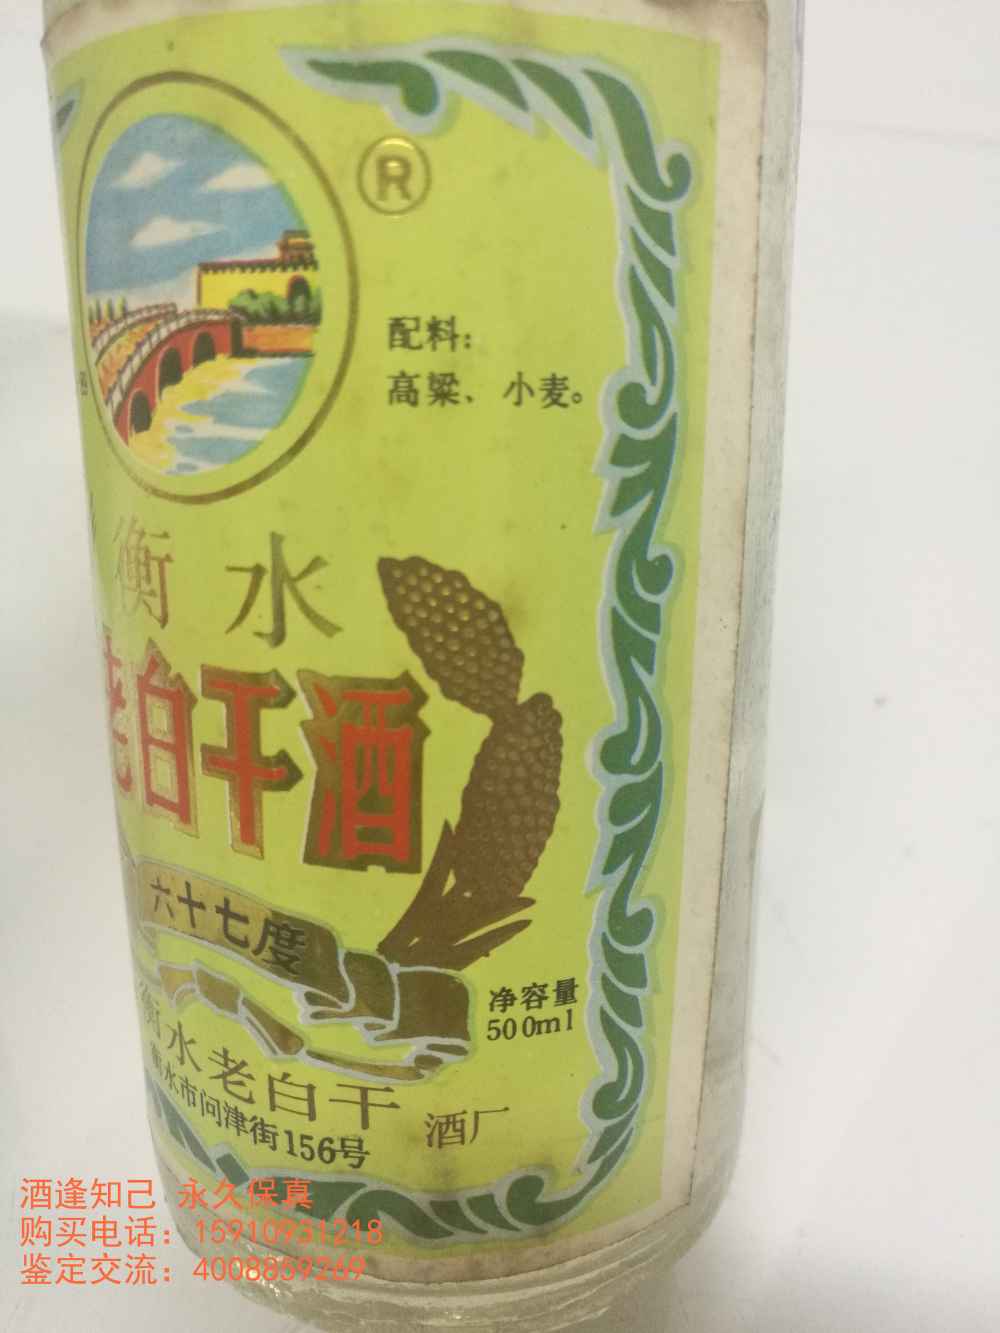 ®
配料：
高粱、小麦。
衡水
老白干酒
六十七度
净容量
500ml
衡水老白干酒厂
衡水市问津街156号
酒逢知己 永久保真
购买电话：15910931218
鉴定交流：4008859269